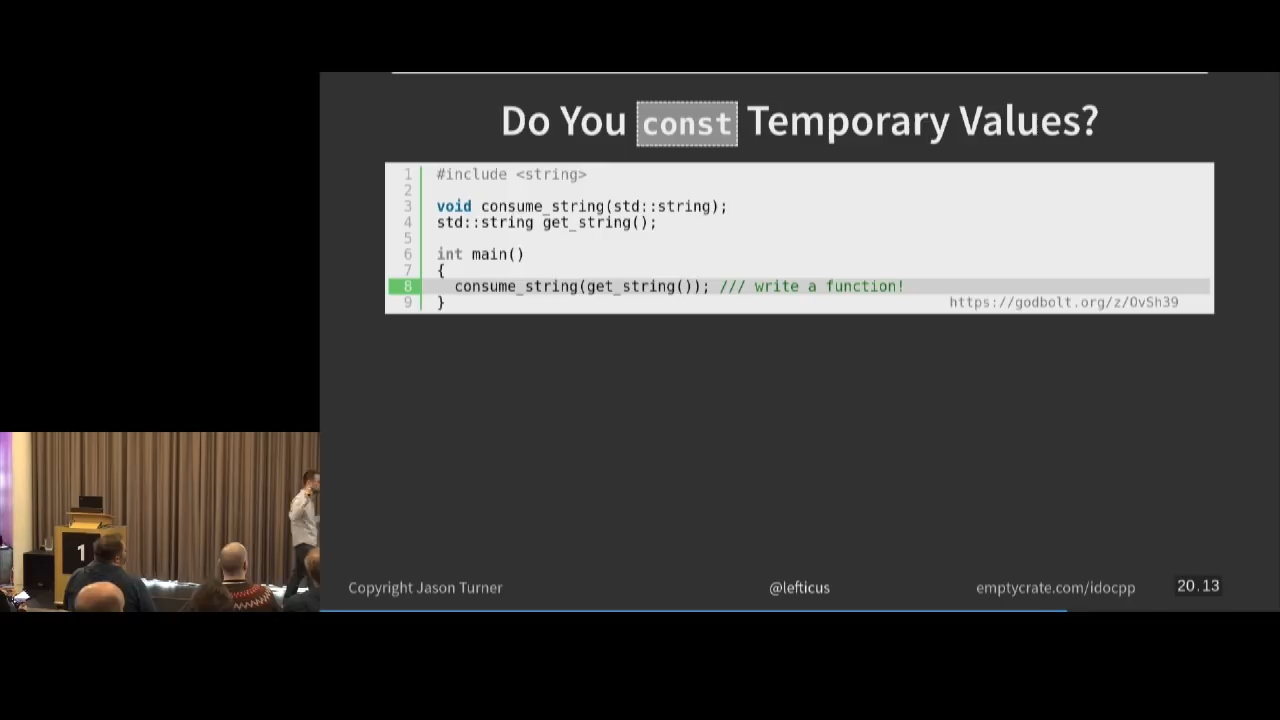 Do You const Temporary Values?
1 #include <string>
2
3 void consume_string(std::string);
4 std::string get_string();
5
6 int main()
7 {
8 consume_string(get_string()); /// write a function!
9 }
https://godbolt.org/z/OvSh39
1
Copyright Jason Turner
@lefticus
emptycrate.com/idocpp
20.13